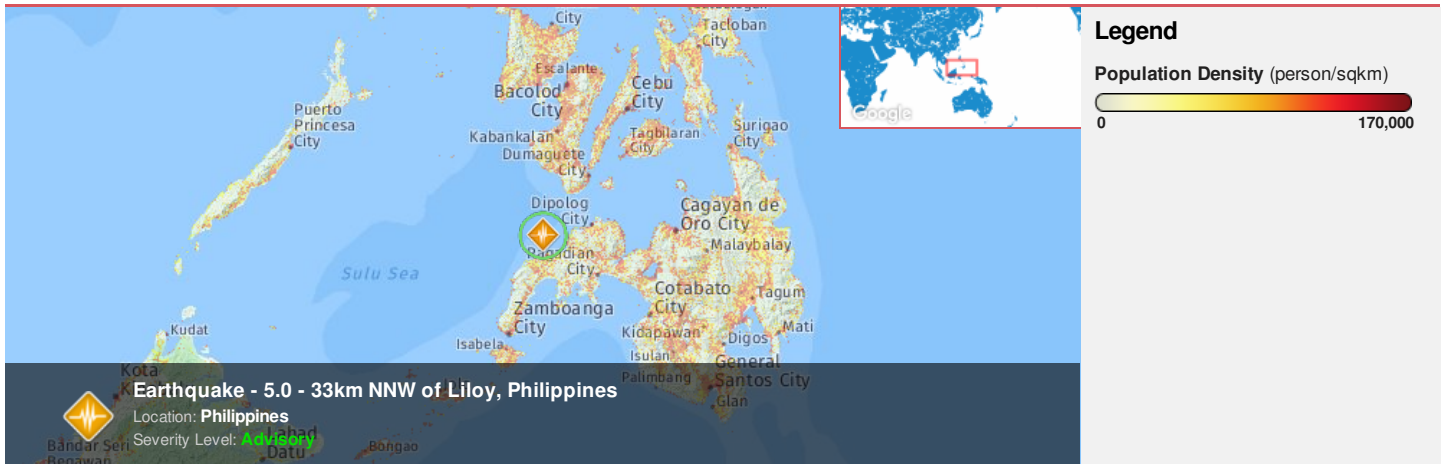 City
Tacloban
City
Escalante
Bacolod
City
Cebu
City
Puerto
Princesa
City
Kabankalan
Tagbilaran
City
Surigao
City
Dumaguete
City
Dipolog
City
Cagayan de
Oro City
Malaybalay
Pagadian
City
Sulu Sea
Cotabato
City
Tagum
Zamboanga
City
Kidapawan
Mati
Digos
Kudat
Isabela
Isulan
General
Santos City
Palimbang
Glan
Kota
Earthquake - 5.0 - 33km NNW of Liloy, Philippines
Location: Philippines
Severity Level: Advisory
Bandar Seri
Begawan
Lahad
Datu
Bongao
Google
Legend
Population Density (person/sqkm)
0 170,000